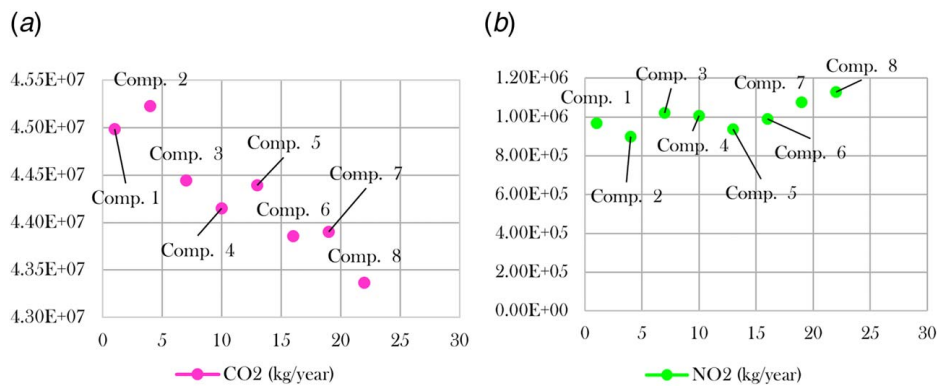 (a)
4.55E+07
4.50E+07
4.45E+07
4.40E+07
4.35E+07
4.30E+07
Comp. 2
Comp. 3
Comp. 5
Comp. 1
Comp. 7
Comp. 6
Comp. 4
Comp. 8
0 5 10 15 20 25 30
CO2 (kg/year)
(b)
1.20E+06
1.00E+06
8.00E+05
6.00E+05
4.00E+05
2.00E+05
0.00E+00
Comp. 8
Comp. 3
Comp. 7
Comp. 1
Comp. 4
Comp. 6
Comp. 2
Comp. 5
0 5 10 15 20 25 30
NO2 (kg/year)